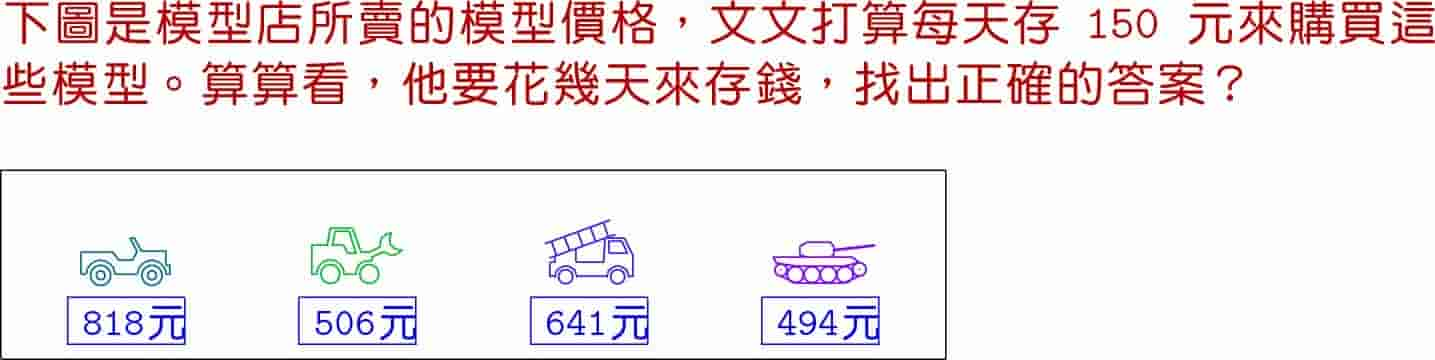 下圖是模型店所賣的模型價格，文文打算每天存 150 元來購買這
些模型。算算看，他要花幾天來存錢，找出正確的答案？
818元 506元 641元 494元